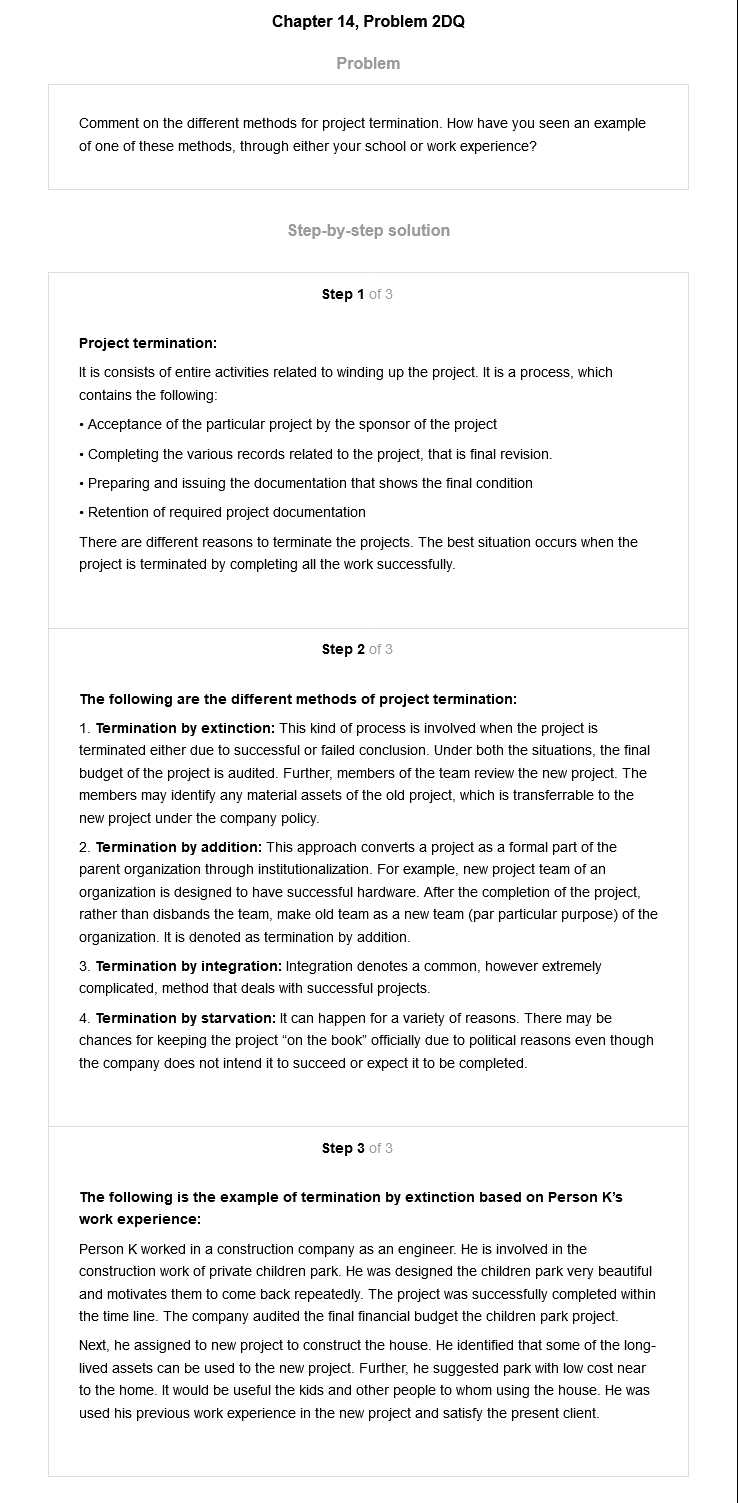 Chapter 14, Problem 2DQ
Problem
Comment on the different methods for project termination. How have you seen an example
of one of these methods, through either your school or work experience?
Step-by-step solution
Step 1 of 3
Project termination:
It is consists of entire activities related to winding up the project. It is a process, which
contains the following:
• Acceptance of the particular project by the sponsor of the project
• Completing the various records related to the project, that is final revision.
• Preparing and issuing the documentation that shows the final condition
• Retention of required project documentation
There are different reasons to terminate the projects. The best situation occurs when the
project is terminated by completing all the work successfully.
Step 2 of 3
The following are the different methods of project termination:
1. Termination by extinction: This kind of process is involved when the project is
terminated either due to successful or failed conclusion. Under both the situations, the final
budget of the project is audited. Further, members of the team review the new project. The
members may identify any material assets of the old project, which is transferrable to the
new project under the company policy.
2. Termination by addition: This approach converts a project as a formal part of the
parent organization through institutionalization. For example, new project team of an
organization is designed to have successful hardware. After the completion of the project,
rather than disbands the team, make old team as a new team (par particular purpose) of the
organization. It is denoted as termination by addition.
3. Termination by integration: Integration denotes a common, however extremely
complicated, method that deals with successful projects.
4. Termination by starvation: It can happen for a variety of reasons. There may be
chances for keeping the project “on the book” officially due to political reasons even though
the company does not intend it to succeed or expect it to be completed.
Step 3 of 3
The following is the example of termination by extinction based on Person K’s
work experience:
Person K worked in a construction company as an engineer. He is involved in the
construction work of private children park. He was designed the children park very beautiful
and motivates them to come back repeatedly. The project was successfully completed within
the time line. The company audited the final financial budget the children park project.
Next, he assigned to new project to construct the house. He identified that some of the long-
lived assets can be used to the new project. Further, he suggested park with low cost near
to the home. It would be useful the kids and other people to whom using the house. He was
used his previous work experience in the new project and satisfy the present client.